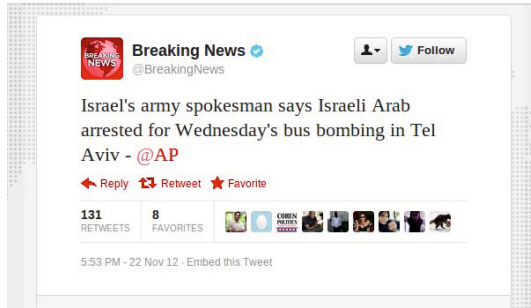 BREAKING
NEWS
Breaking News
@BreakingNews
Follow
Israel's army spokesman says Israeli Arab
arrested for Wednesday's bus bombing in Tel
Aviv - @AP
Reply Retweet Favorite
131
RETWEETS
8
FAVORITES
COHEN
POLITICS
5:53 PM - 22 Nov 12 · Embed this Tweet